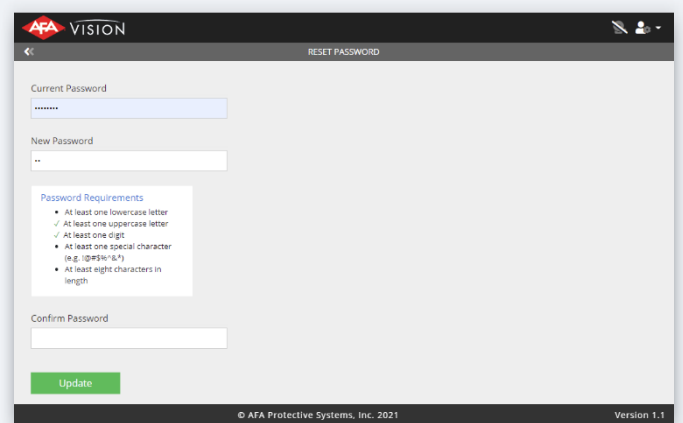 AFA VISION
RESET PASSWORD
Current Password
••••••••
New Password
••
Password Requirements
• At least one lowercase letter
✓ At least one uppercase letter
✓ At least one digit
• At least one special character
(e.g. !@#$%^&*)
• At least eight characters in
length
Confirm Password
Update
© AFA Protective Systems, Inc. 2021
Version 1.1